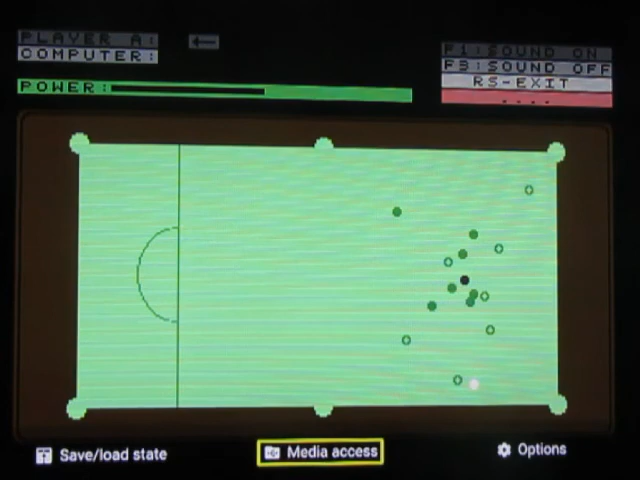 PLAYER A:
COMPUTER:
POWER:
F1:SOUND ON
F3:SOUND OFF
RS-EXIT
....
Save/load state
Media access
Options